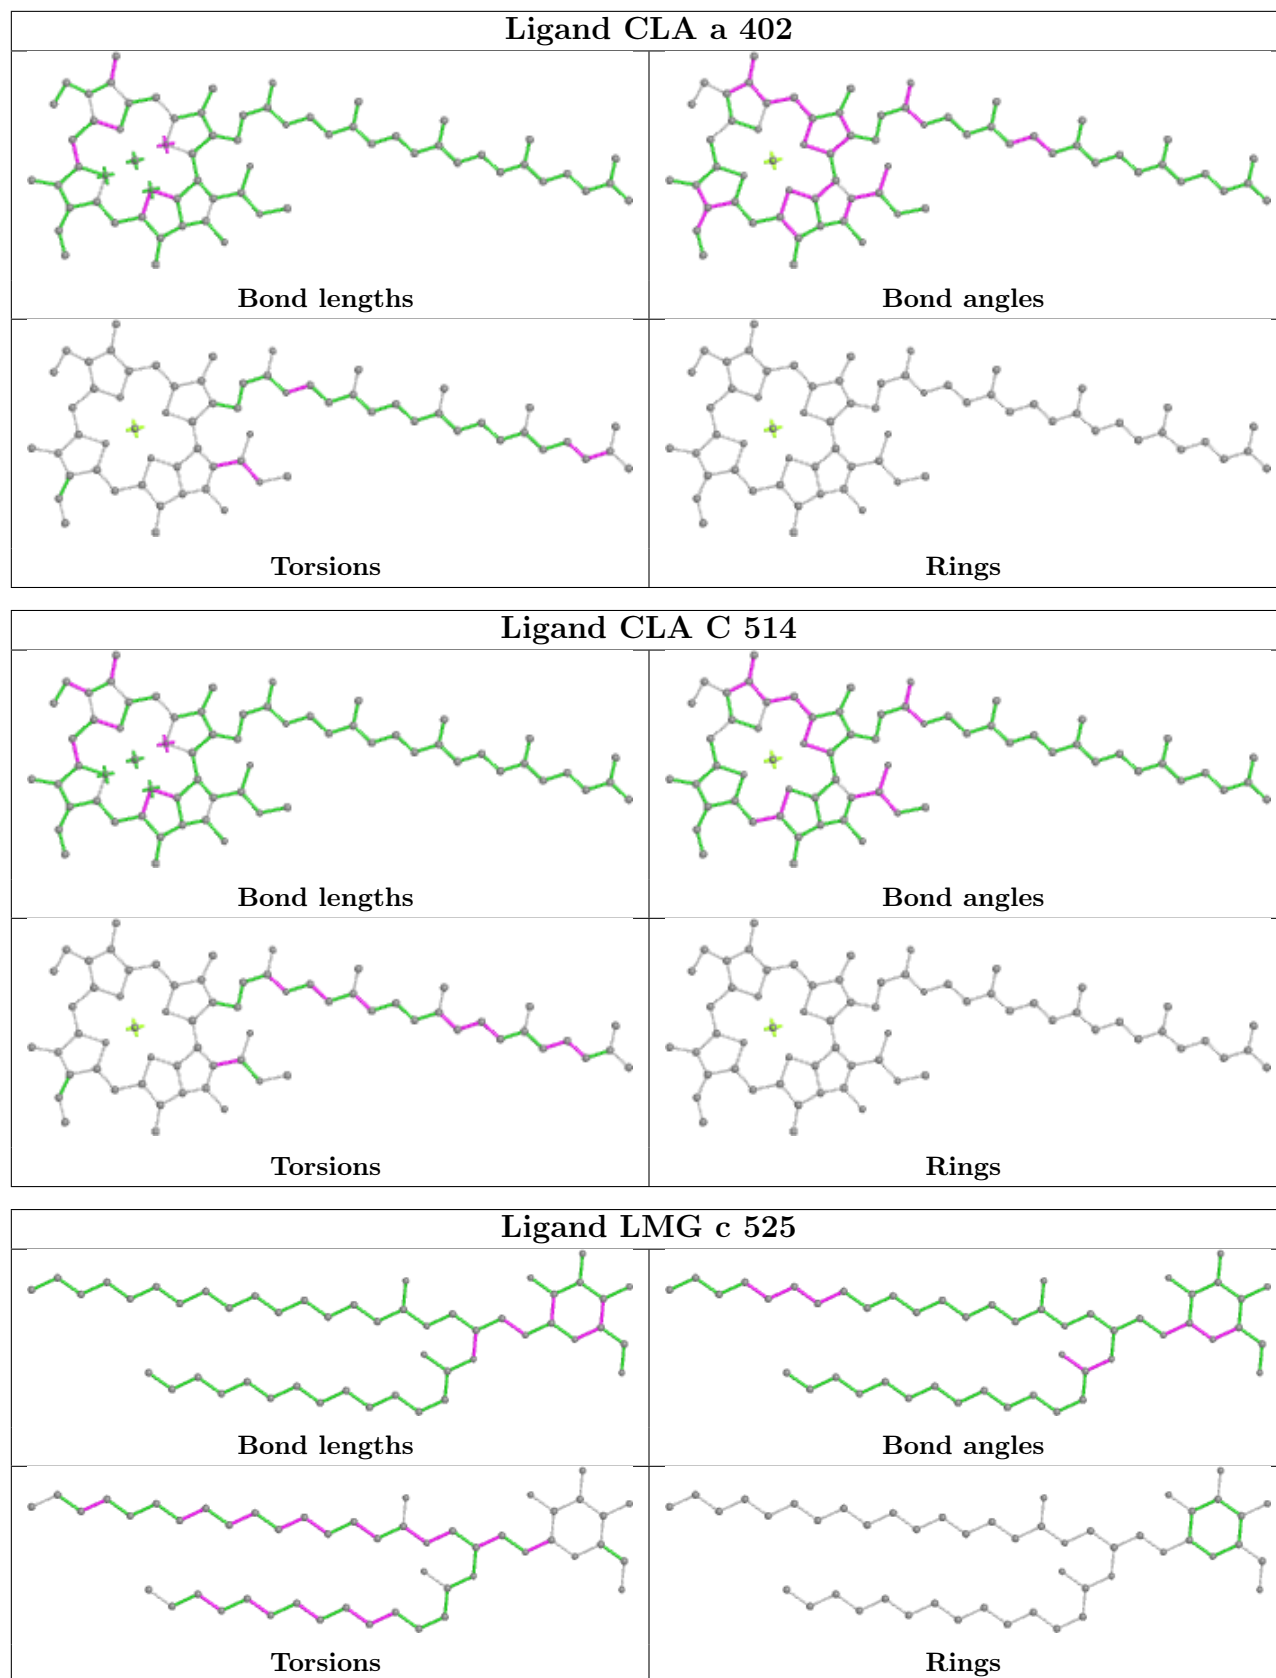 Ligand CLA a 402
Bond lengths
Bond angles
Torsions
Rings
Ligand CLA C 514
Bond lengths
Bond angles
Torsions
Rings
Ligand LMG c 525
Bond lengths
Bond angles
Torsions
Rings